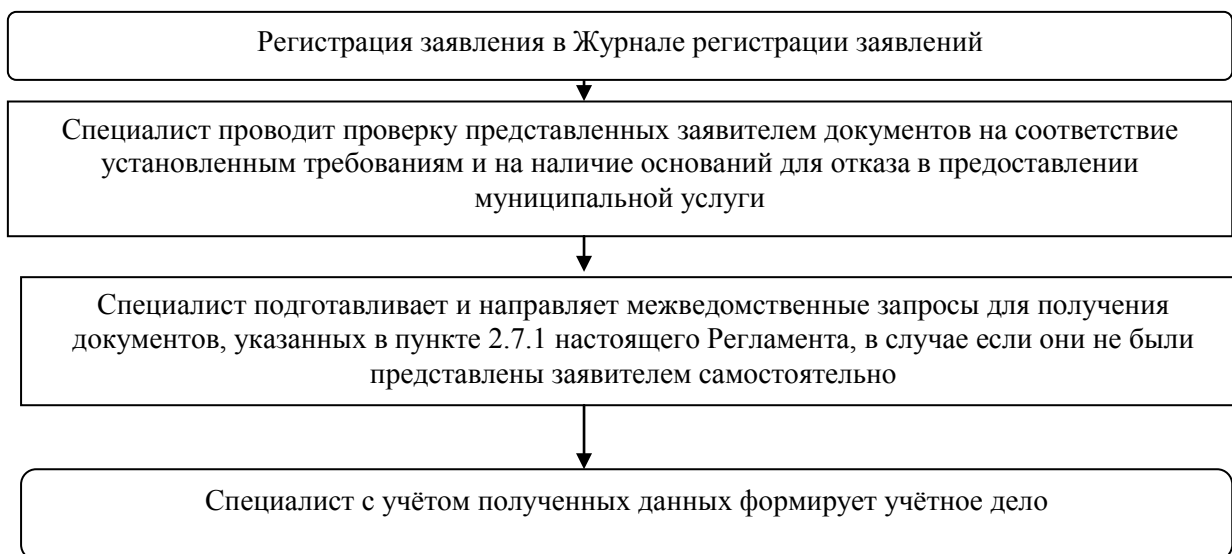 Регистрация заявления в Журнале регистрации заявлений
Специалист проводит проверку представленных заявителем документов на соответствие
установленным требованиям и на наличие оснований для отказа в предоставлении
муниципальной услуги
Специалист подготавливает и направляет межведомственные запросы для получения
документов, указанных в пункте 2.7.1 настоящего Регламента, в случае если они не были
представлены заявителем самостоятельно
Специалист с учётом полученных данных формирует учётное дело